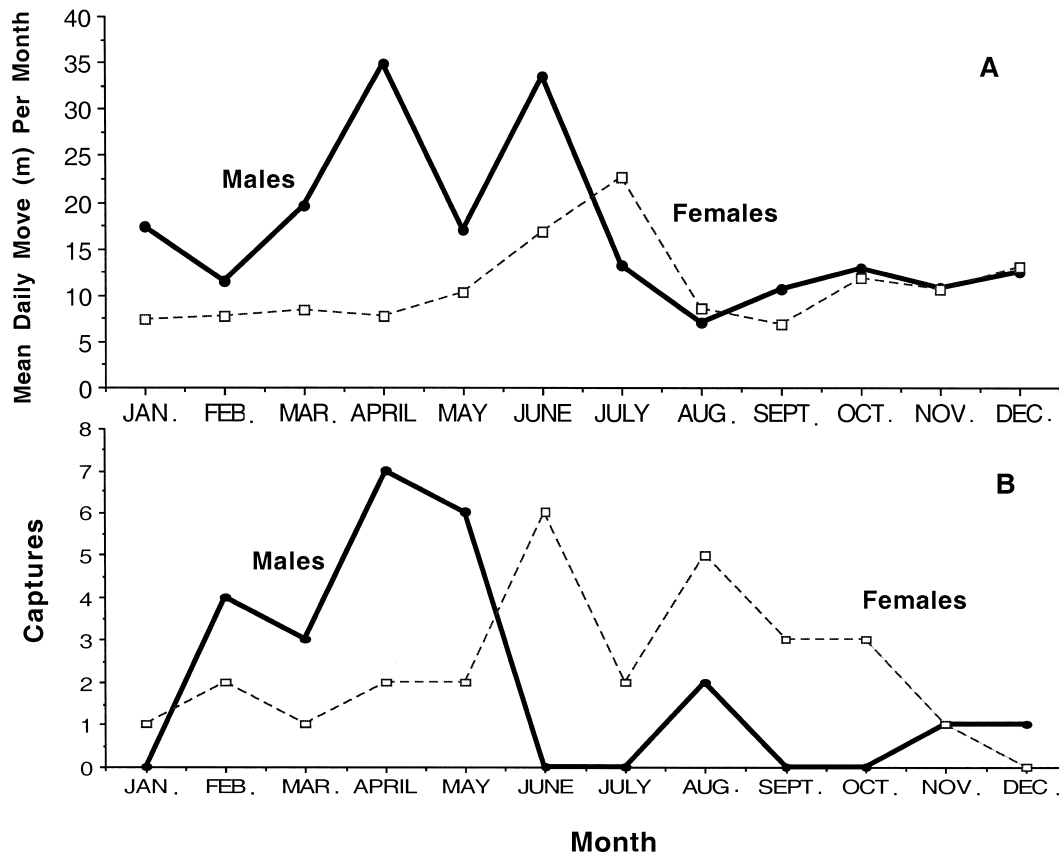 Mean Daily Move (m) Per Month
40
35
30
25
20
15
10
5
0
A
Males
Females
JAN. FEB. MAR. APRIL MAY JUNE JULY AUG. SEPT. OCT. NOV. DEC.
Captures
8
7
6
5
4
3
2
1
0
B
Males
Females
JAN. FEB. MAR. APRIL MAY JUNE JULY AUG. SEPT. OCT. NOV. DEC.
Month